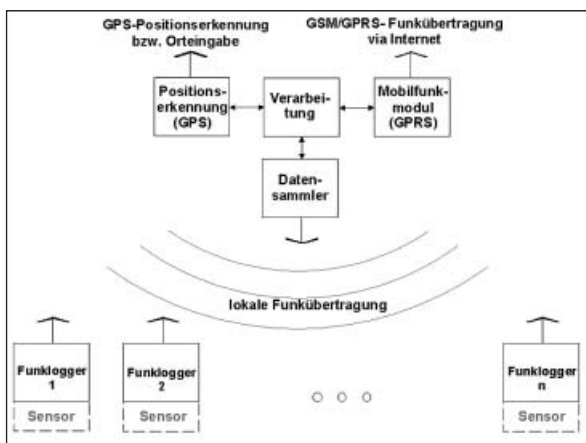 GPS-Positionserkennung
bzw. Orteingabe
GSM/GPRS- Funkübertragung
via Internet
Positions-
erkennung
(GPS)
Verarbei-
tung
Mobilfunk-
modul
(GPRS)
Daten-
sammler
lokale Funkübertragung
Funklogger
1
Sensor
Funklogger
2
Sensor
Funklogger
n
Sensor